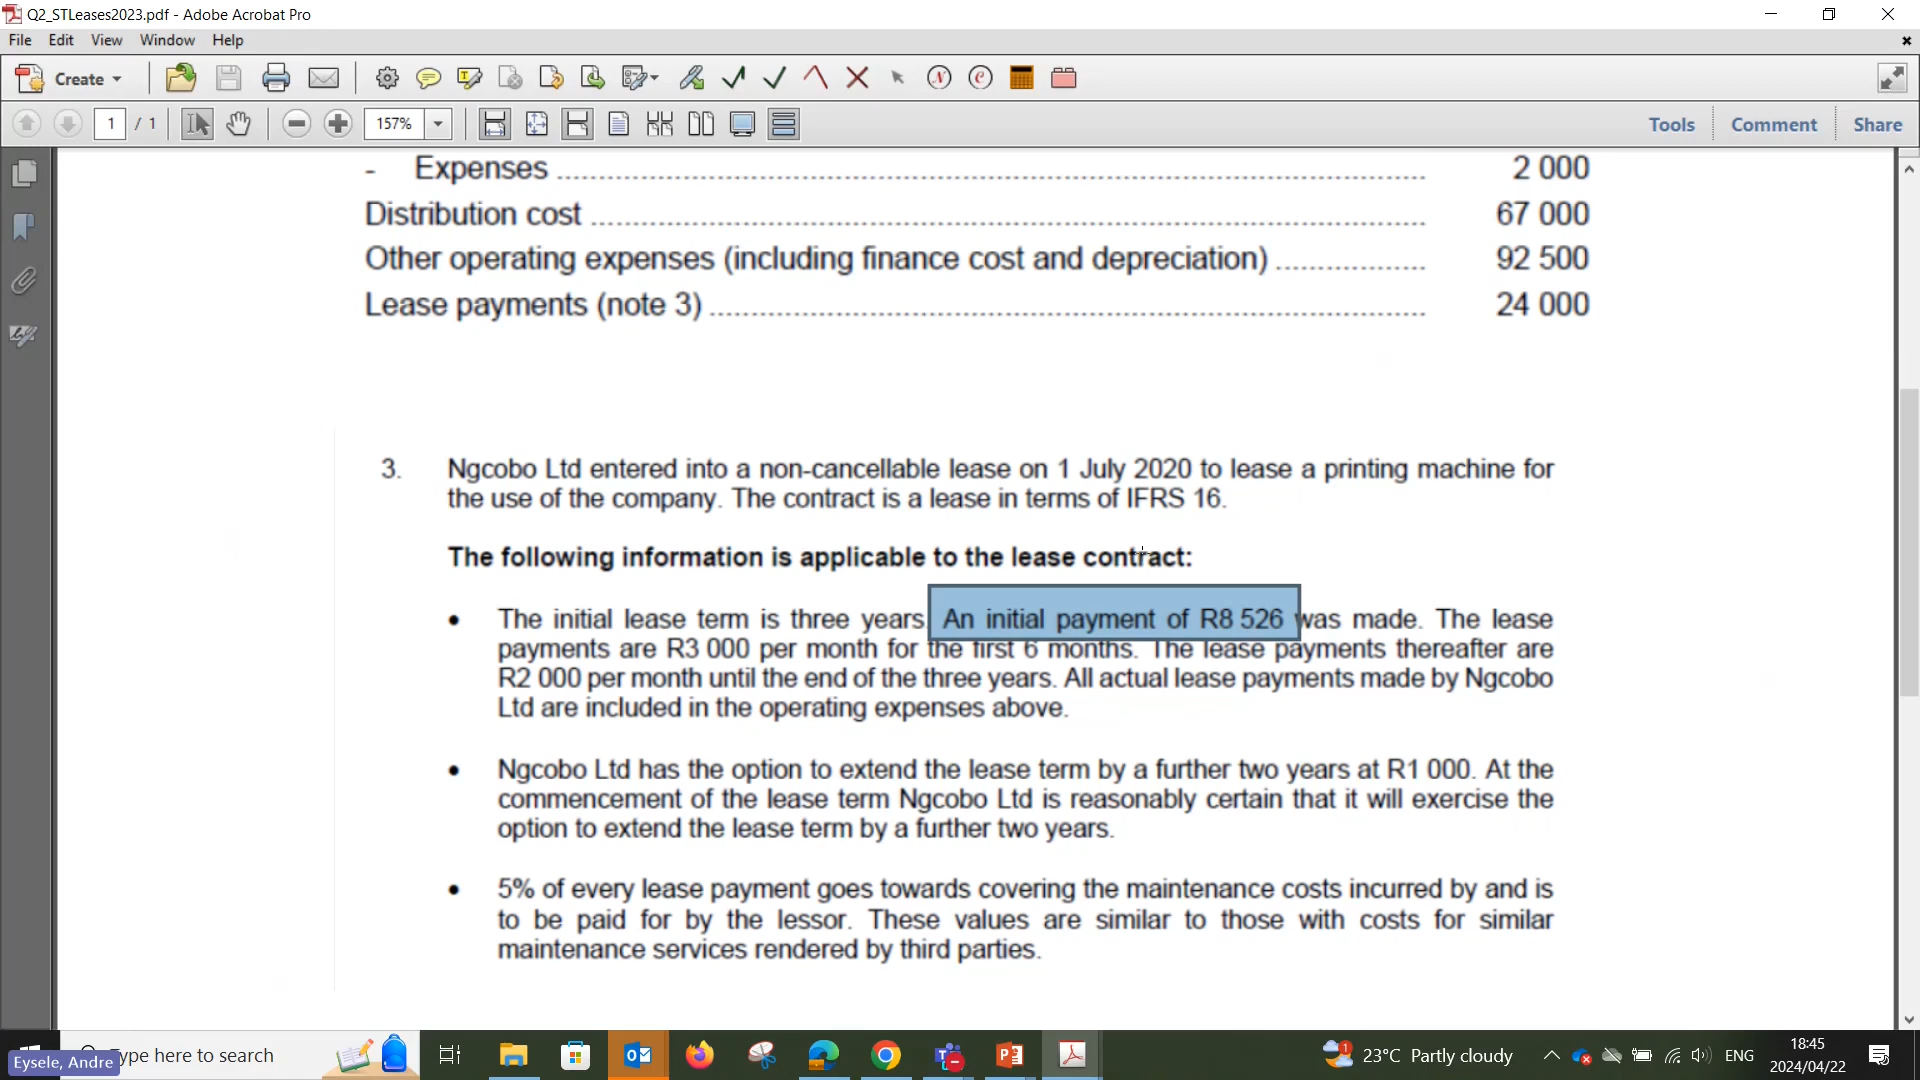 Q2_STLeases2023.pdf - Adobe Acrobat Pro
File Edit View Window Help
Create
1 / 1 157% Tools Comment Share
- Expenses 2 000
Distribution cost 67 000
Other operating expenses (including finance cost and depreciation) 92 500
Lease payments (note 3) 24 000
3. Ngcobo Ltd entered into a non-cancellable lease on 1 July 2020 to lease a printing machine for
the use of the company. The contract is a lease in terms of IFRS 16.
The following information is applicable to the lease contract:
• The initial lease term is three years. An initial payment of R8 526 was made. The lease
payments are R3 000 per month for the first 6 months. The lease payments thereafter are
R2 000 per month until the end of the three years. All actual lease payments made by Ngcobo
Ltd are included in the operating expenses above.
• Ngcobo Ltd has the option to extend the lease term by a further two years at R1 000. At the
commencement of the lease term Ngcobo Ltd is reasonably certain that it will exercise the
option to extend the lease term by a further two years.
• 5% of every lease payment goes towards covering the maintenance costs incurred by and is
to be paid for by the lessor. These values are similar to those with costs for similar
maintenance services rendered by third parties.
Type here to search
Eysele, Andre
23°C Partly cloudy
ENG
18:45
2024/04/22